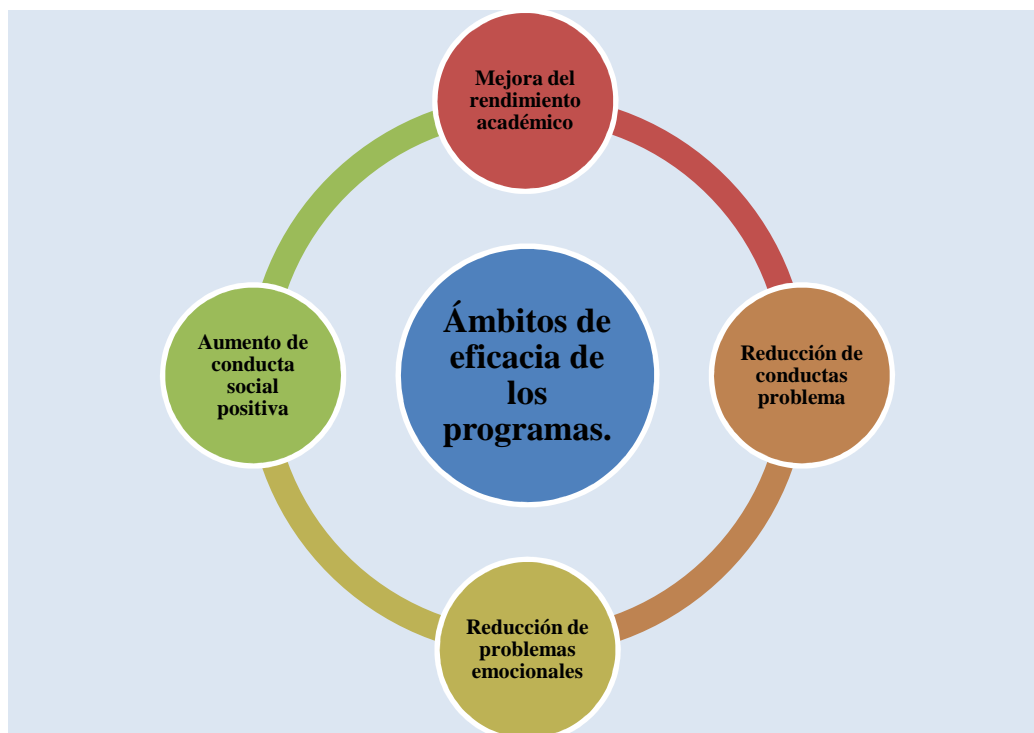 Mejora del
rendimiento
académico
Ámbitos de
eficacia de
los
programas.
Aumento de
conducta
social
positiva
Reducción de
conductas
problema
Reducción de
problemas
emocionales